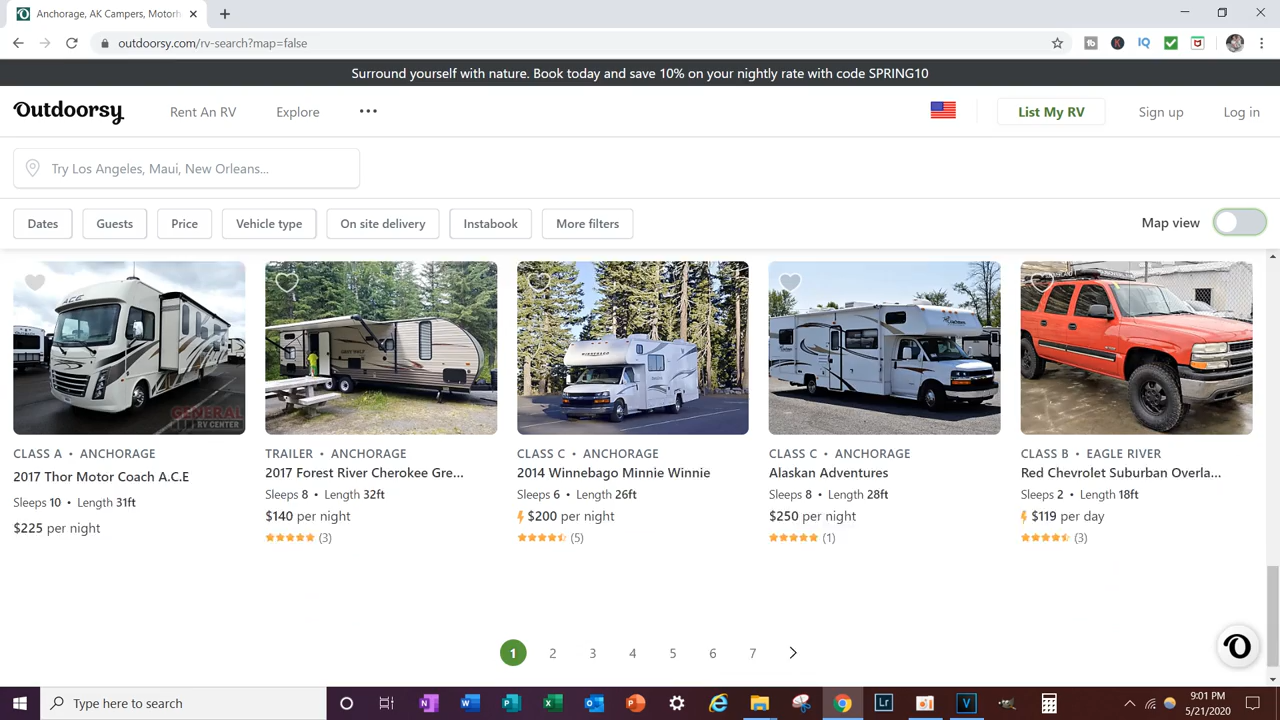 Anchorage, AK Campers, Motorh
outdoorsy.com/rv-search?map=false
Surround yourself with nature. Book today and save 10% on your nightly rate with code SPRING10
Outdoorsy
Rent An RV
Explore
List My RV
Sign up
Log in
Try Los Angeles, Maui, New Orleans...
Dates
Guests
Price
Vehicle type
On site delivery
Instabook
More filters
Map view
GENERAL
RV CENTER
CLASS A • ANCHORAGE
2017 Thor Motor Coach A.C.E
Sleeps 10 • Length 31ft
$225 per night
TRAILER • ANCHORAGE
2017 Forest River Cherokee Gre...
Sleeps 8 • Length 32ft
$140 per night
(3)
CLASS C • ANCHORAGE
2014 Winnebago Minnie Winnie
Sleeps 6 • Length 26ft
$200 per night
(5)
CLASS C • ANCHORAGE
Alaskan Adventures
Sleeps 8 • Length 28ft
$250 per night
(1)
CLASS B • EAGLE RIVER
Red Chevrolet Suburban Overla...
Sleeps 2 • Length 18ft
$119 per day
(3)
1 2 3 4 5 6 7
Type here to search
9:01 PM
5/21/2020